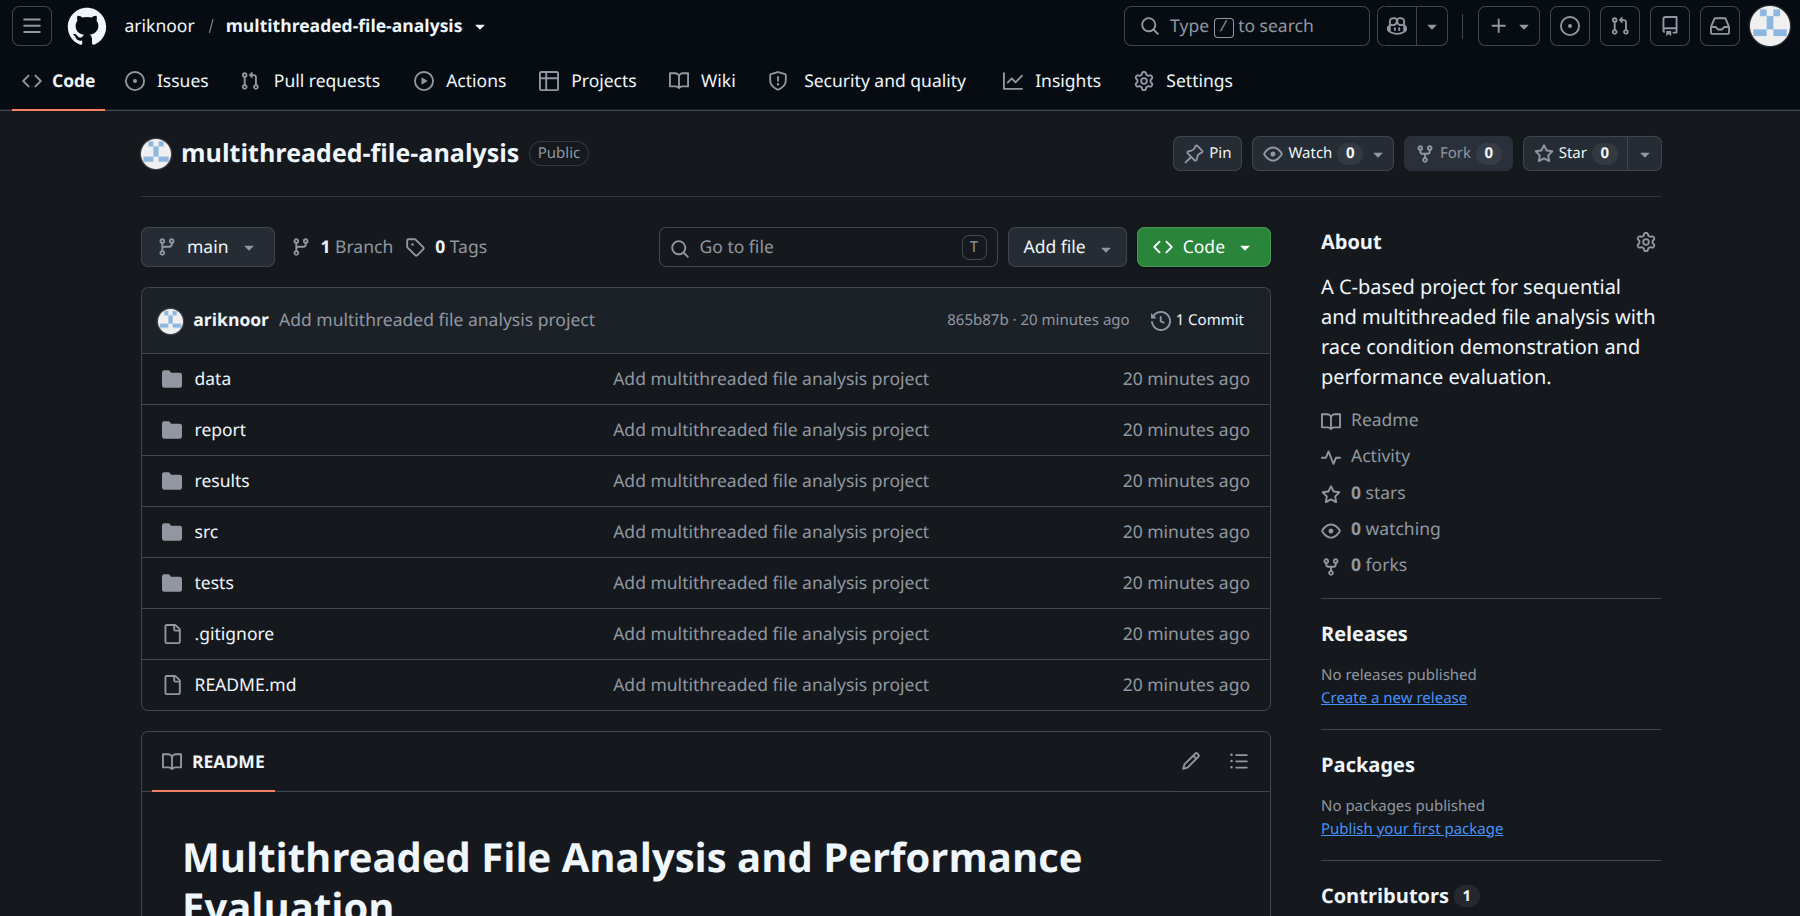 ariknoor / multithreaded-file-analysis
Type / to search
Code Issues Pull requests Actions Projects Wiki Security and quality Insights Settings
multithreaded-file-analysis Public
Pin Watch 0 Fork 0 Star 0
main 1 Branch 0 Tags Go to file T Add file Code
ariknoor Add multithreaded file analysis project 865b87b · 20 minutes ago 1 Commit
data Add multithreaded file analysis project 20 minutes ago
report Add multithreaded file analysis project 20 minutes ago
results Add multithreaded file analysis project 20 minutes ago
src Add multithreaded file analysis project 20 minutes ago
tests Add multithreaded file analysis project 20 minutes ago
.gitignore Add multithreaded file analysis project 20 minutes ago
README.md Add multithreaded file analysis project 20 minutes ago
README
Multithreaded File Analysis and Performance
Evaluation
About
A C-based project for sequential
and multithreaded file analysis with
race condition demonstration and
performance evaluation.
Readme
Activity
0 stars
0 watching
0 forks
Releases
No releases published
Create a new release
Packages
No packages published
Publish your first package
Contributors 1